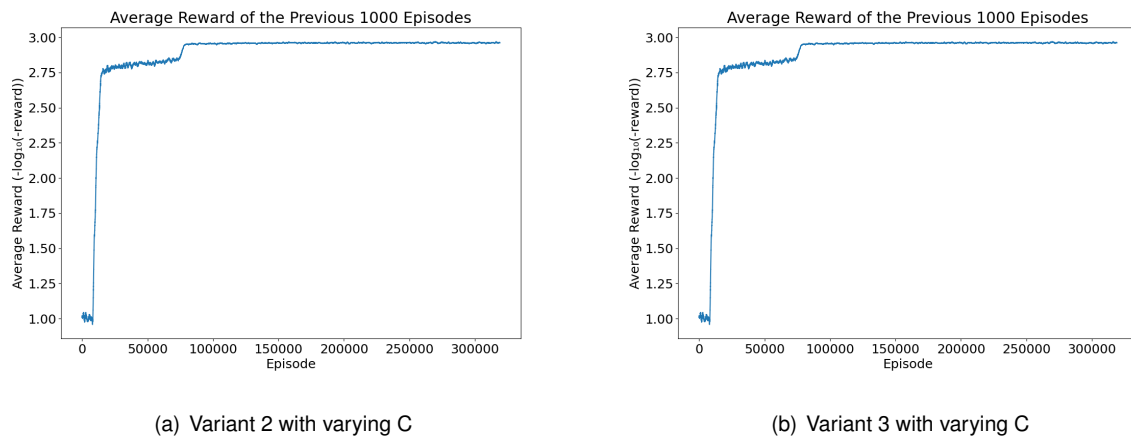 Average Reward of the Previous 1000 Episodes
Average Reward (-log₁₀(-reward))
3.00
2.75
2.50
2.25
2.00
1.75
1.50
1.25
1.00
0 50000 100000 150000 200000 250000 300000
Episode
(a) Variant 2 with varying C
Average Reward of the Previous 1000 Episodes
Average Reward (-log₁₀(-reward))
3.00
2.75
2.50
2.25
2.00
1.75
1.50
1.25
1.00
0 50000 100000 150000 200000 250000 300000
Episode
(b) Variant 3 with varying C